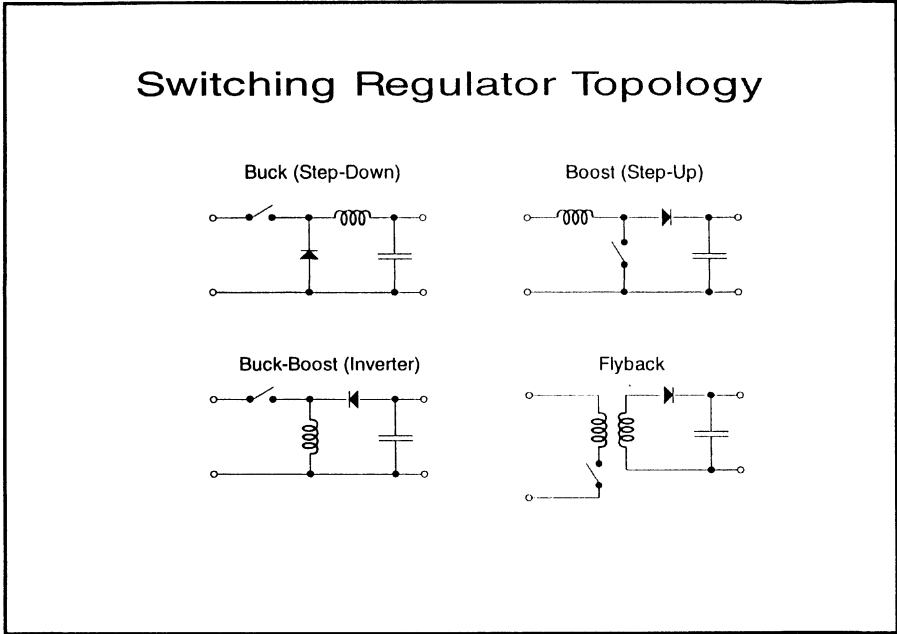 Switching Regulator Topology
Buck (Step-Down)
Boost (Step-Up)
Buck-Boost (Inverter)
Flyback